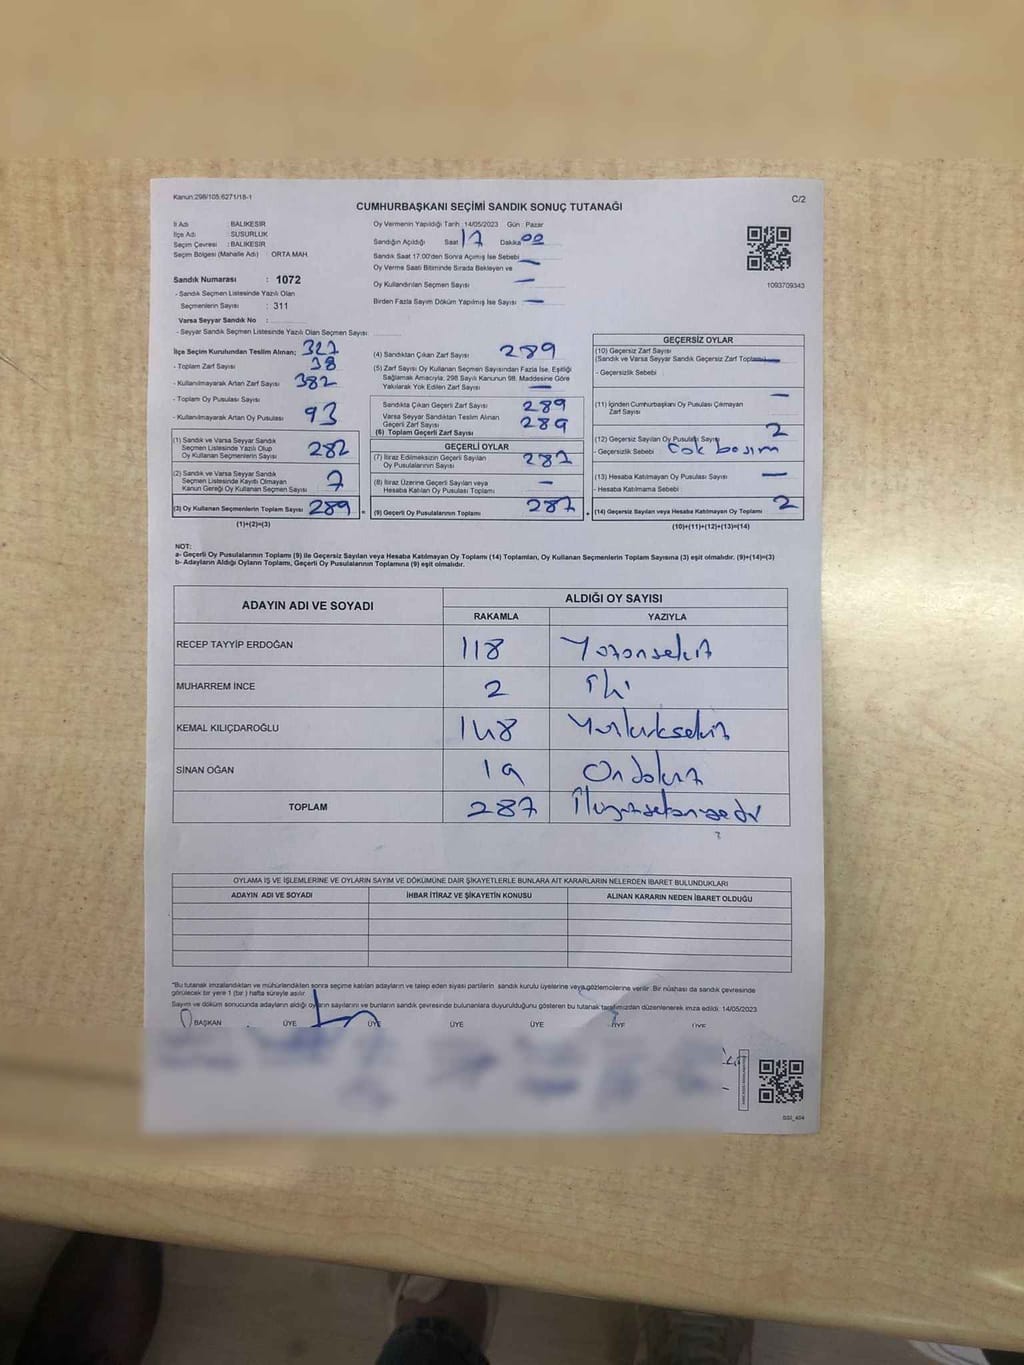 Kanun:298/105;6271/18-1
C/2
CUMHURBAŞKANI SEÇİMİ SANDIK SONUÇ TUTANAĞI
İl Adı : BALIKESİR
İlçe Adı : SUSURLUK
Seçim Çevresi : BALIKESİR
Seçim Bölgesi (Mahalle Adı) : ORTA MAH.
Sandık Numarası : 1072
- Sandık Seçmen Listesinde Yazılı Olan
Seçmenlerin Sayısı : 311
Varsa Seyyar Sandık No :
- Seyyar Sandık Seçmen Listesinde Yazılı Olan Seçmen Sayısı:
Oy Vermenin Yapıldığı Tarih :14/05/2023 Gün : Pazar
Sandığın Açıldığı Saat 17 Dakika 00
Sandık Saat 17:00'den Sonra Açılmış İse Sebebi —
Oy Verme Saati Bitiminde Sırada Bekleyen ve
Oy Kullandırılan Seçmen Sayısı —
Birden Fazla Sayım Döküm Yapılmış İse Sayısı —
1093709343
İlçe Seçim Kurulundan Teslim Alınan; 327
- Toplam Zarf Sayısı 38
- Kullanılmayarak Artan Zarf Sayısı 382
- Toplam Oy Pusulası Sayısı
- Kullanılmayarak Artan Oy Pusulası 93
(1) Sandık ve Varsa Seyyar Sandık
Seçmen Listesinde Yazılı Olup
Oy Kullanan Seçmenlerin Sayısı 282
(2) Sandık ve Varsa Seyyar Sandık
Seçmen Listesinde Kayıtlı Olmayan
Kanun Gereği Oy Kullanan Seçmen Sayısı 7
(3) Oy Kullanan Seçmenlerin Toplam Sayısı 289
(1)+(2)=(3)
(4) Sandıktan Çıkan Zarf Sayısı 289
(5) Zarf Sayısı Oy Kullanan Seçmen Sayısından Fazla İse, Eşitliği
Sağlamak Amacıyla; 298 Sayılı Kanunun 98. Maddesine Göre
Yakılarak Yok Edilen Zarf Sayısı —
Sandıkta Çıkan Geçerli Zarf Sayısı 289
Varsa Seyyar Sandıktan Teslim Alınan
Geçerli Zarf Sayısı 289
(6) Toplam Geçerli Zarf Sayısı
GEÇERLİ OYLAR
(7) İtiraz Edilmeksizin Geçerli Sayılan
Oy Pusulalarının Sayısı 287
(8) İtiraz Üzerine Geçerli Sayılan veya
Hesaba Katılan Oy Pusulası Toplamı —
(9) Geçerli Oy Pusulalarının Toplamı 287
GEÇERSİZ OYLAR
(10) Geçersiz Zarf Sayısı
(Sandık ve Varsa Seyyar Sandık Geçersiz Zarf Toplamı) —
- Geçersizlik Sebebi
(11) İçinden Cumhurbaşkanı Oy Pusulası Çıkmayan
Zarf Sayısı —
(12) Geçersiz Sayılan Oy Pusulası Sayısı 2
- Geçersizlik Sebebi Çok basım
(13) Hesaba Katılmayan Oy Pusulası Sayısı —
- Hesaba Katılmama Sebebi
(14) Geçersiz Sayılan veya Hesaba Katılmayan Oy Toplamı 2
(10)+(11)+(12)+(13)=(14)
NOT:
a- Geçerli Oy Pusulalarının Toplamı (9) ile Geçersiz Sayılan veya Hesaba Katılmayan Oy Toplamı (14) Toplamları, Oy Kullanan Seçmenlerin Toplam Sayısına (3) eşit olmalıdır. (9)+(14)=(3)
b- Adayların Aldığı Oyların Toplamı, Geçerli Oy Pusulalarının Toplamına (9) eşit olmalıdır.
ADAYIN ADI VE SOYADI ALDIĞI OY SAYISI
RAKAMLA YAZIYLA
RECEP TAYYİP ERDOĞAN 118 Yüzonsekiz
MUHARREM İNCE 2 İki
KEMAL KILIÇDAROĞLU 148 Yüzkırksekiz
SİNAN OĞAN 19 Ondokuz
TOPLAM 287 İkiyüzseksenyedi
OYLAMA İŞ VE İŞLEMLERİNE VE OYLARIN SAYIM VE DÖKÜMÜNE DAİR ŞİKAYETLERLE BUNLARA AİT KARARLARIN NELERDEN İBARET BULUNDUKLARI
ADAYIN ADI VE SOYADI İHBAR İTİRAZ VE ŞİKAYETİN KONUSU ALINAN KARARIN NEDEN İBARET OLDUĞU
*Bu tutanak imzalandıktan ve mühürlendikten sonra seçime katılan adayların ve talep eden siyasi partilerin sandık kurulu üyelerine veya gözlemcilerine verilir. Bir nüshası da sandık çevresinde
görülecek bir yere 1 (bir ) hafta süreyle asılır.
Sayım ve döküm sonucunda adayların aldığı oyların sayılarını ve bunların sandık çevresinde bulunanlara duyurulduğunu gösteren bu tutanak tarafımızdan düzenlenerek imza edildi. 14/05/2023
BAŞKAN ÜYE ÜYE ÜYE ÜYE ÜYE ÜYE